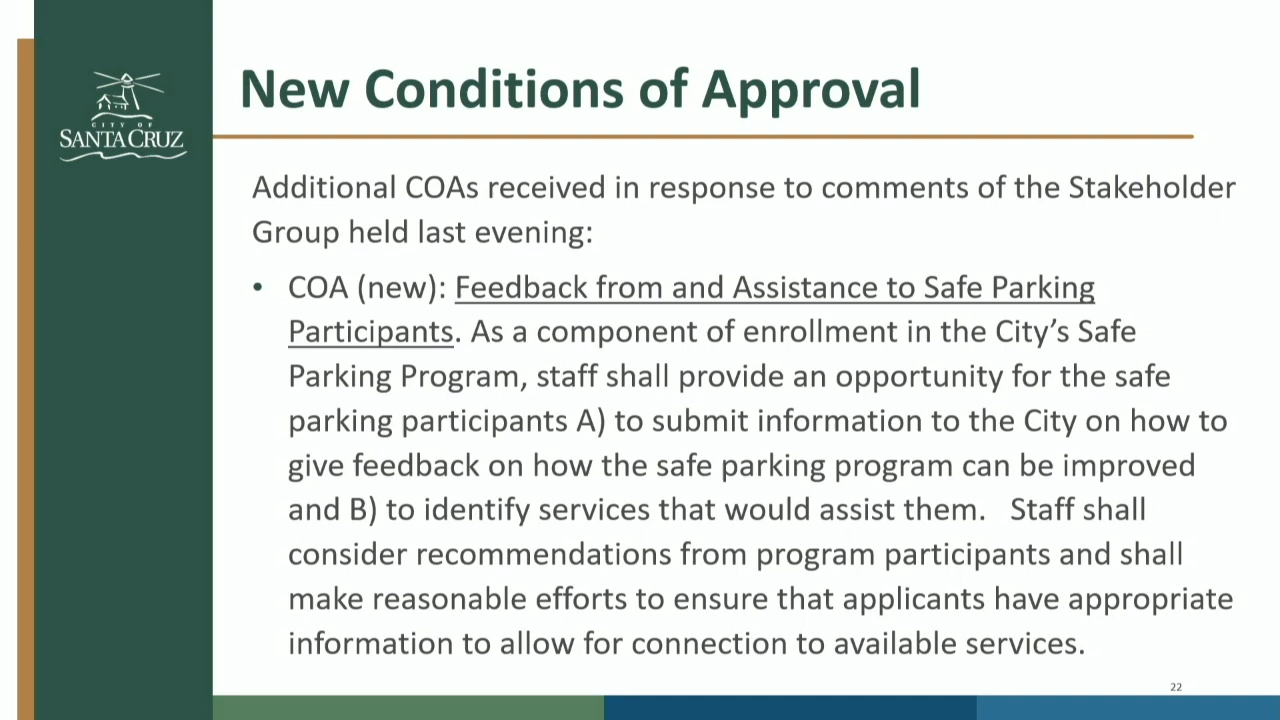 CITY OF
SANTA CRUZ
New Conditions of Approval
Additional COAs received in response to comments of the Stakeholder
Group held last evening:
• COA (new): Feedback from and Assistance to Safe Parking
Participants. As a component of enrollment in the City’s Safe
Parking Program, staff shall provide an opportunity for the safe
parking participants A) to submit information to the City on how to
give feedback on how the safe parking program can be improved
and B) to identify services that would assist them.   Staff shall
consider recommendations from program participants and shall
make reasonable efforts to ensure that applicants have appropriate
information to allow for connection to available services.
22